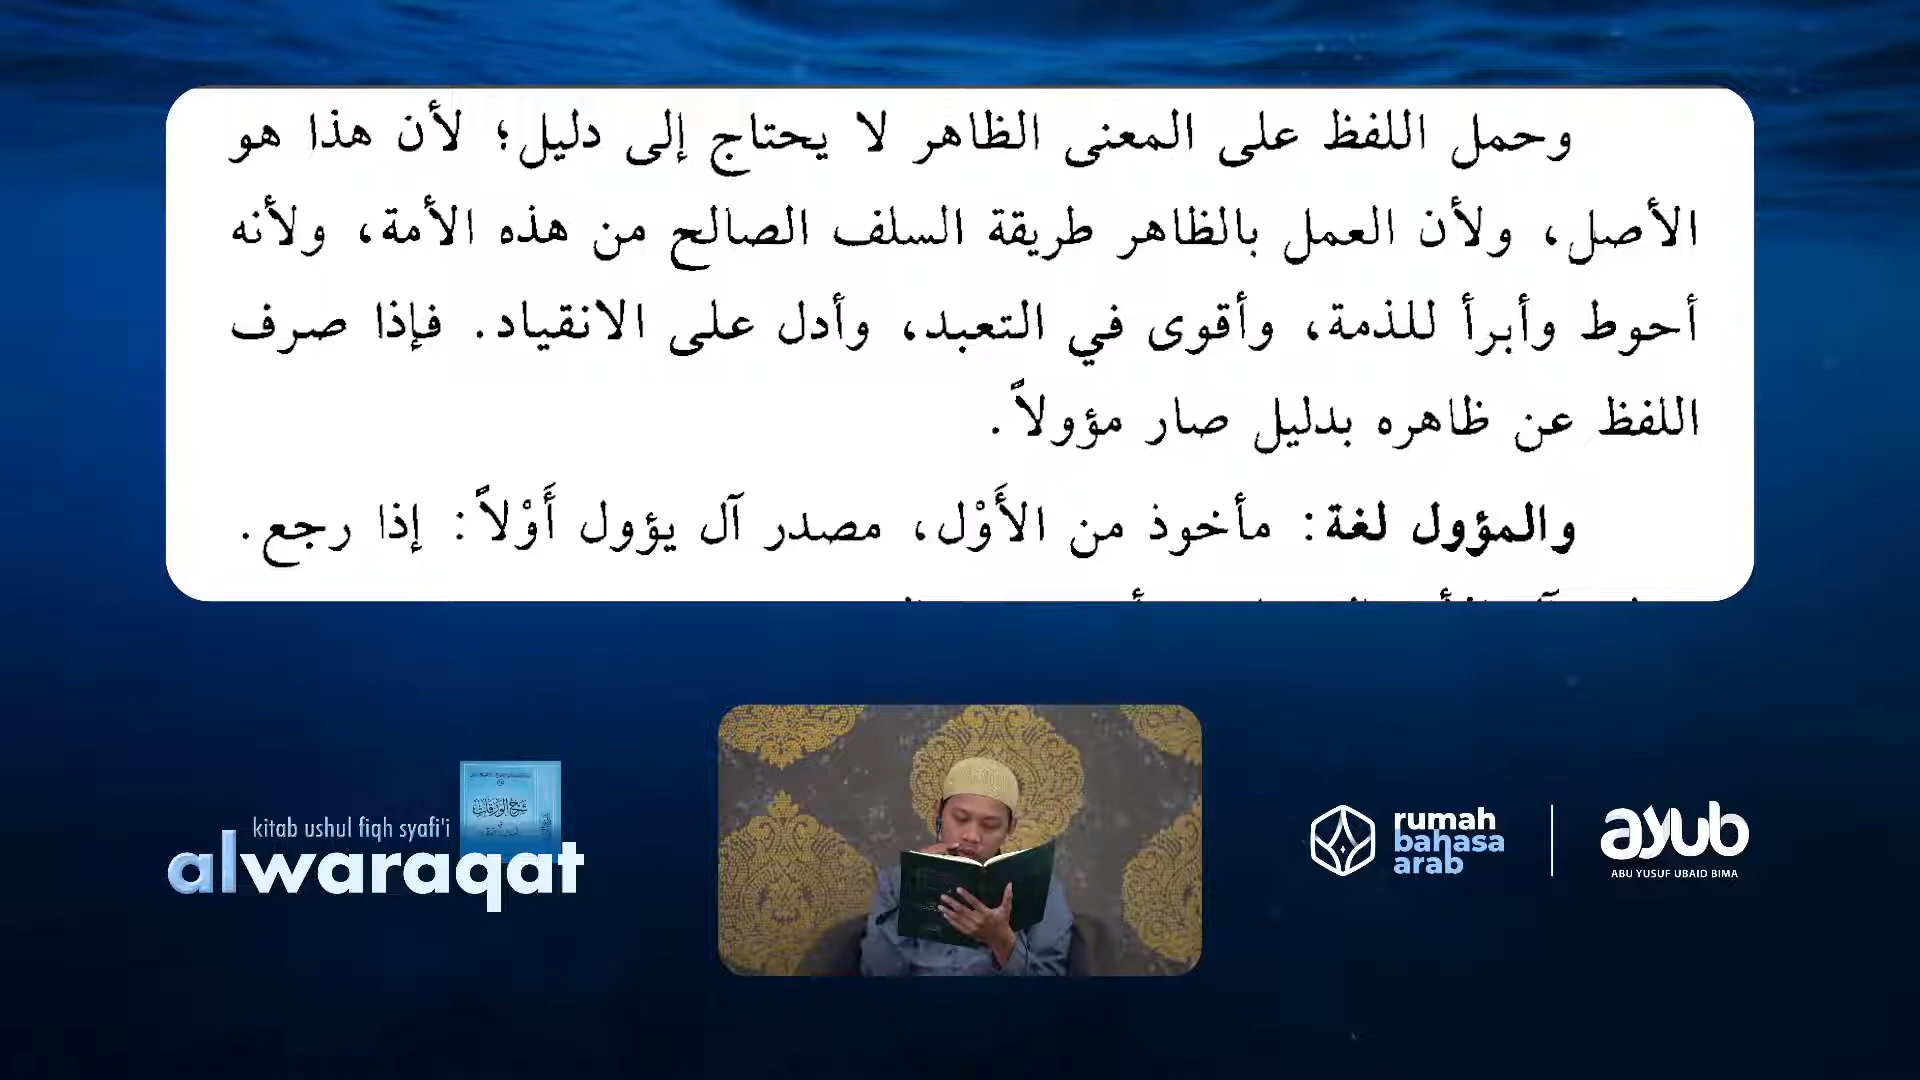 وحمل اللفظ على المعنى الظاهر لا يحتاج إلى دليل؛ لأن هذا هو
الأصل، ولأن العمل بالظاهر طريقة السلف الصالح من هذه الأمة، ولأنه
أحوط وأبرأ للذمة، وأقوى في التعبد، وأدل على الانقياد. فإذا صرف
اللفظ عن ظاهره بدليل صار مؤولاً.
والمؤول لغة: مأخوذ من الأَوْل، مصدر آل يؤول أَوْلاً: إذا رجع.
شرح الورقات
kitab ushul fiqh syafi'i
alwaraqat
rumah
bahasa
arab
ayub
ABU YUSUF UBAID BIMA